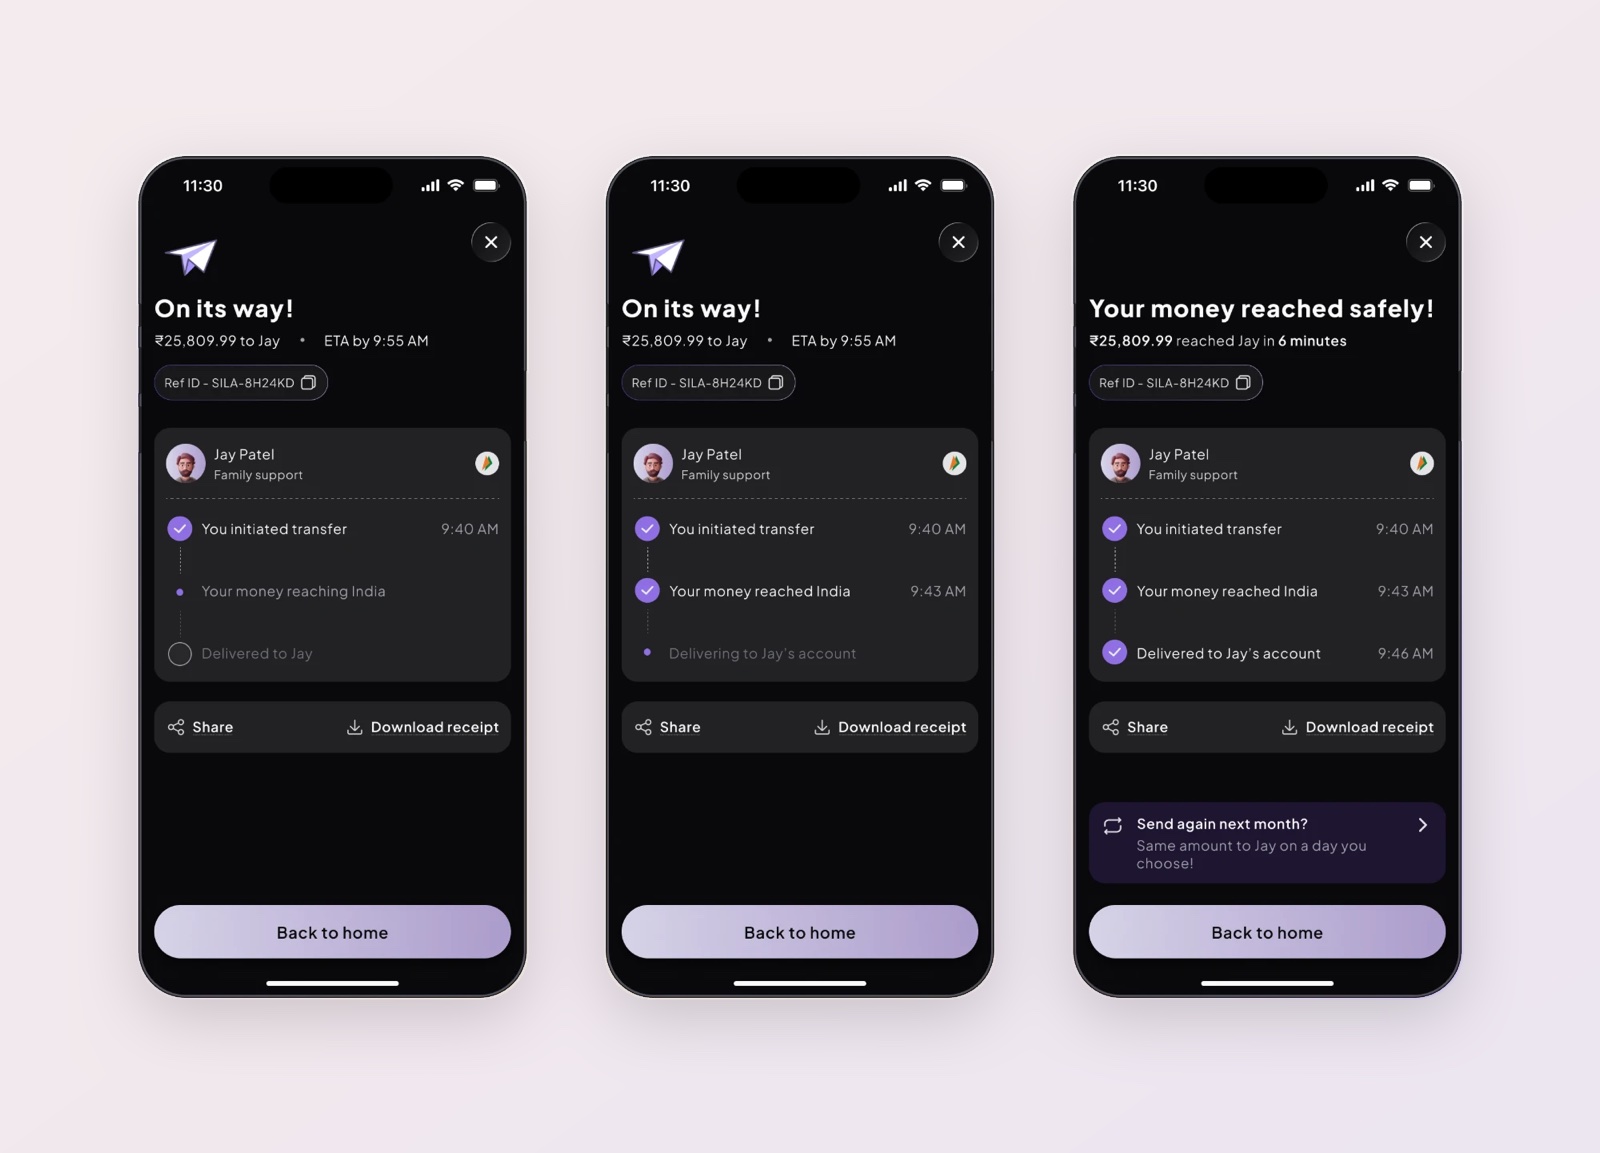 11:30
On its way!
₹25,809.99 to Jay • ETA by 9:55 AM
Ref ID - SILA-8H24KD
Jay Patel
Family support
You initiated transfer 9:40 AM
Your money reaching India
Delivered to Jay
Share Download receipt
Back to home
11:30
On its way!
₹25,809.99 to Jay • ETA by 9:55 AM
Ref ID - SILA-8H24KD
Jay Patel
Family support
You initiated transfer 9:40 AM
Your money reached India 9:43 AM
Delivering to Jay's account
Share Download receipt
Back to home
11:30
Your money reached safely!
₹25,809.99 reached Jay in 6 minutes
Ref ID - SILA-8H24KD
Jay Patel
Family support
You initiated transfer 9:40 AM
Your money reached India 9:43 AM
Delivered to Jay's account 9:46 AM
Share Download receipt
Send again next month?
Same amount to Jay on a day you
choose!
Back to home